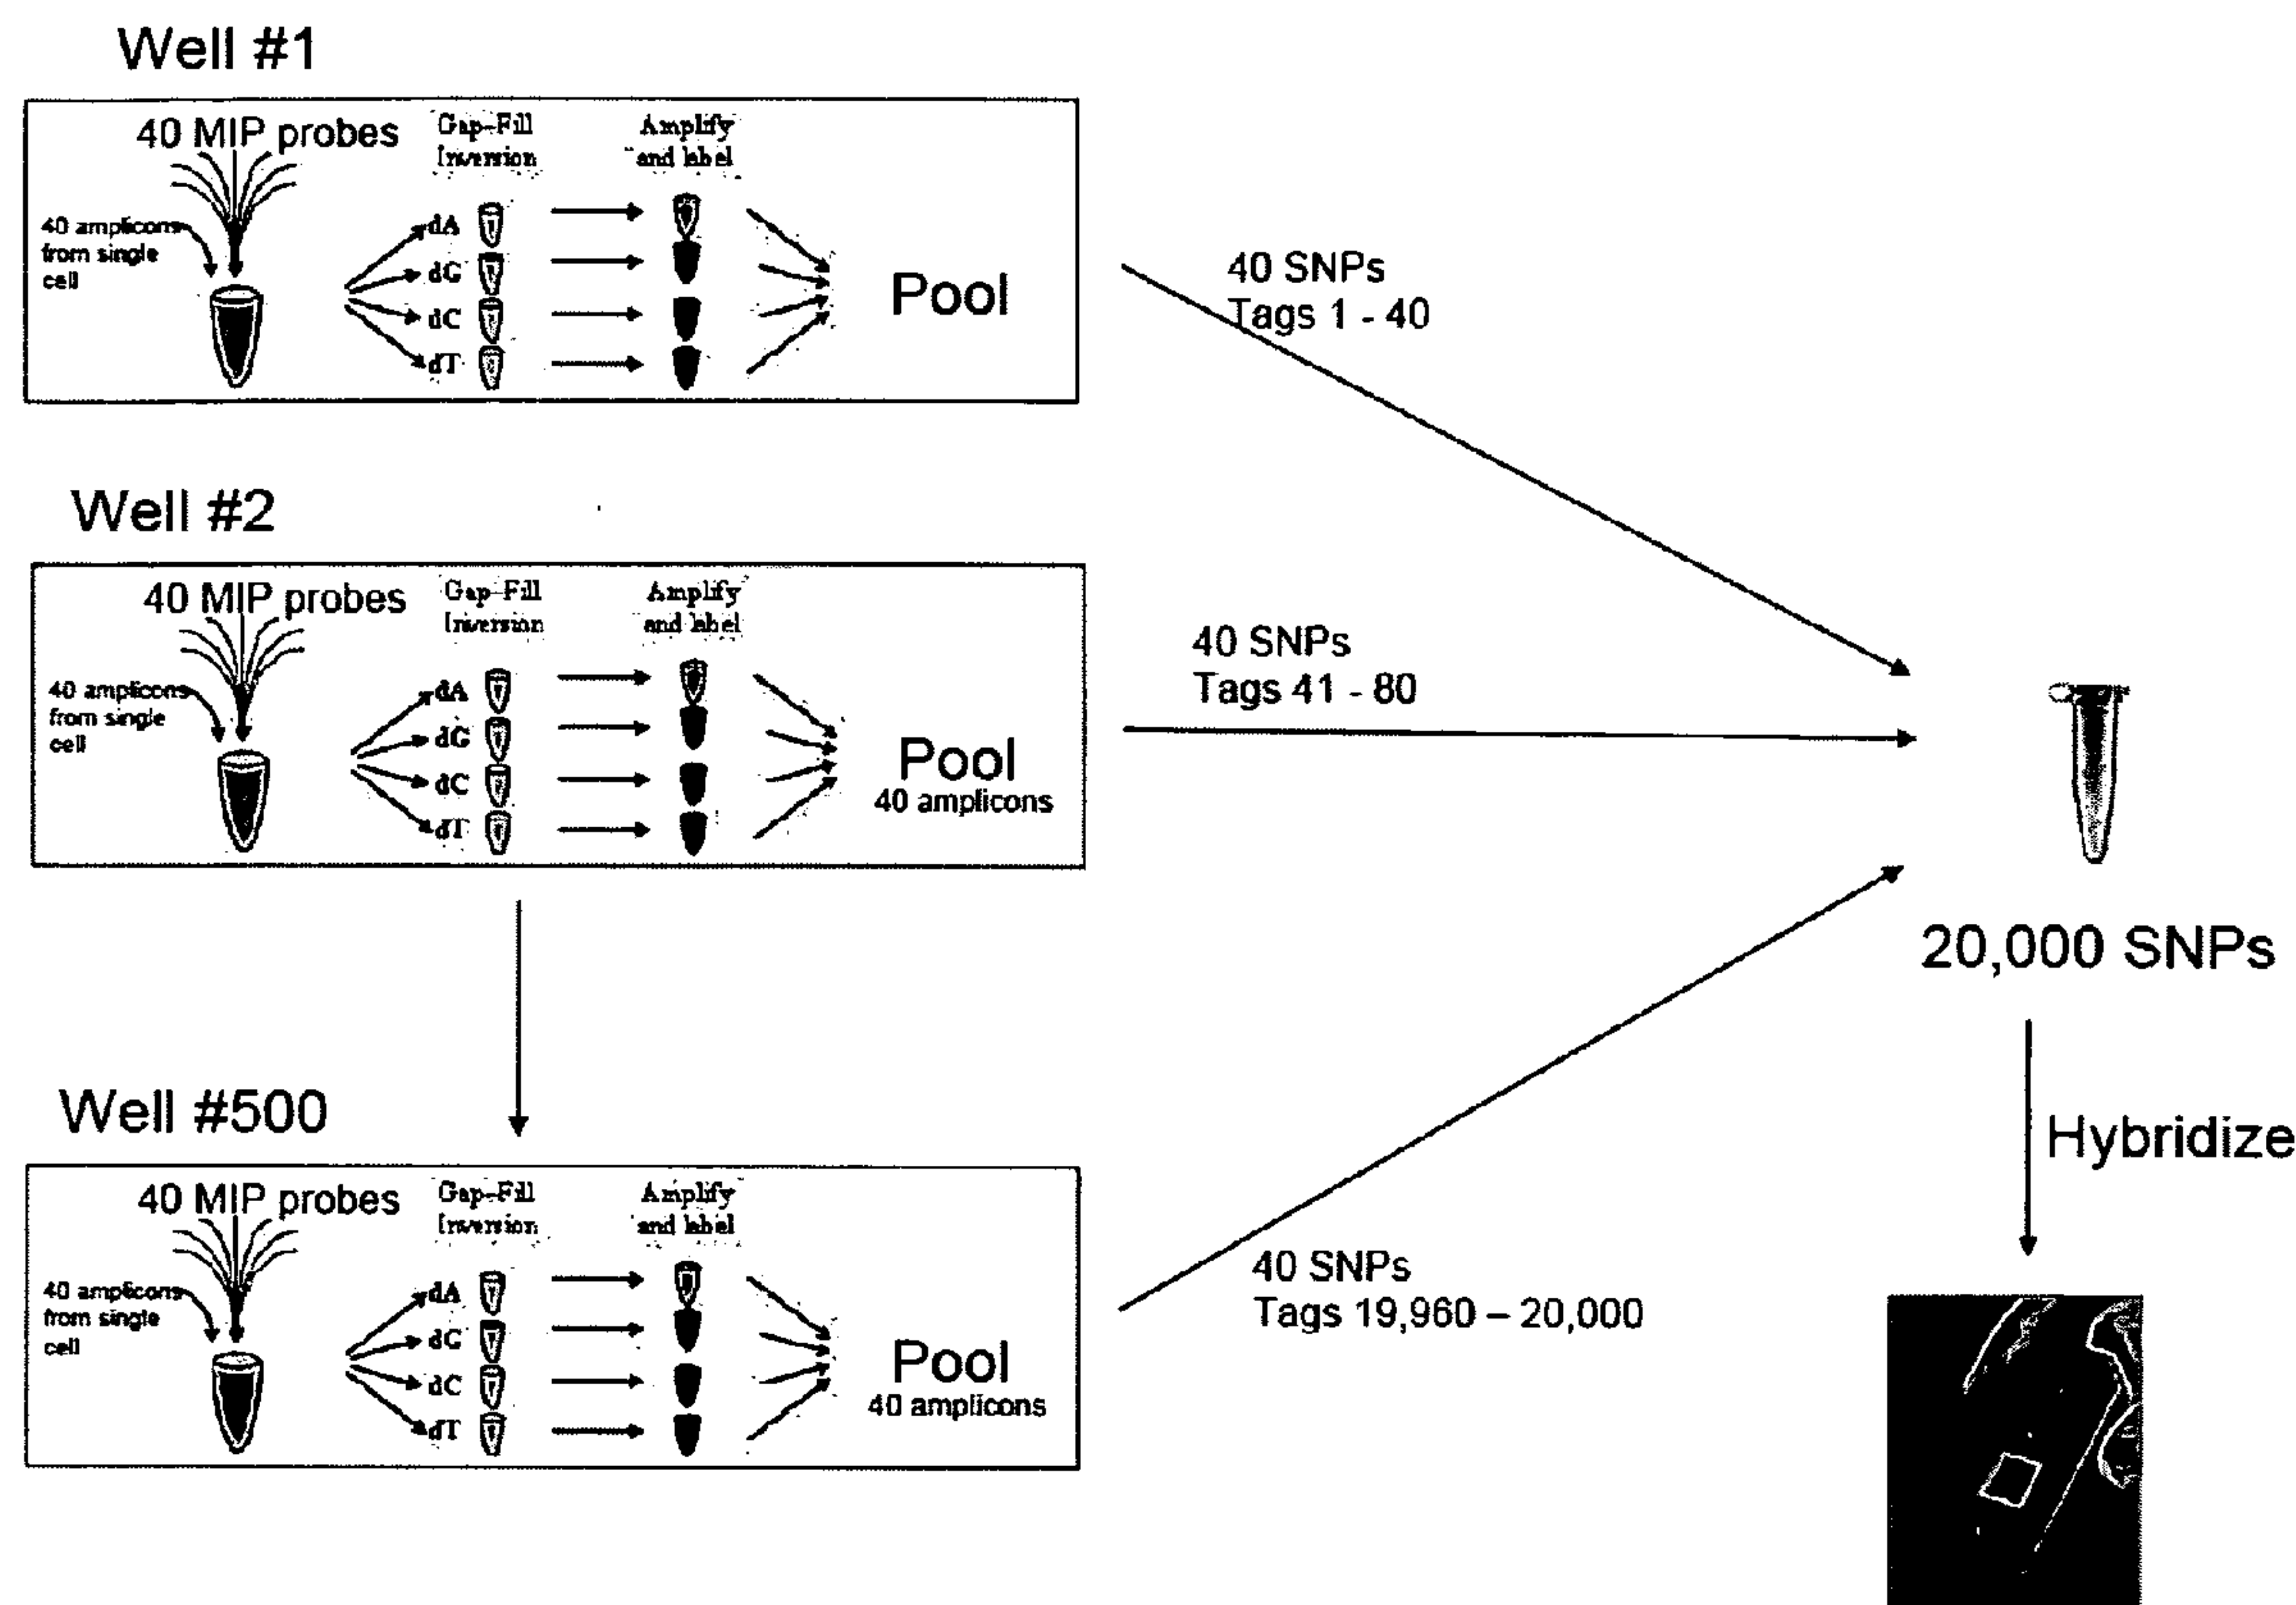 Well #1
40 MIP probes
Gap-Fill
Inversion
Amplify
and label
40 amplicons
from single
cell
dA
dG
dC
dT
Pool
40 SNPs
Tags 1 - 40
Well #2
40 MIP probes
Gap-Fill
Inversion
Amplify
and label
40 amplicons
from single
cell
dA
dG
dC
dT
Pool
40 amplicons
40 SNPs
Tags 41 - 80
20,000 SNPs
Hybridize
Well #500
40 MIP probes
Gap-Fill
Inversion
Amplify
and label
40 amplicons
from single
cell
dA
dG
dC
dT
Pool
40 amplicons
40 SNPs
Tags 19,960 – 20,000